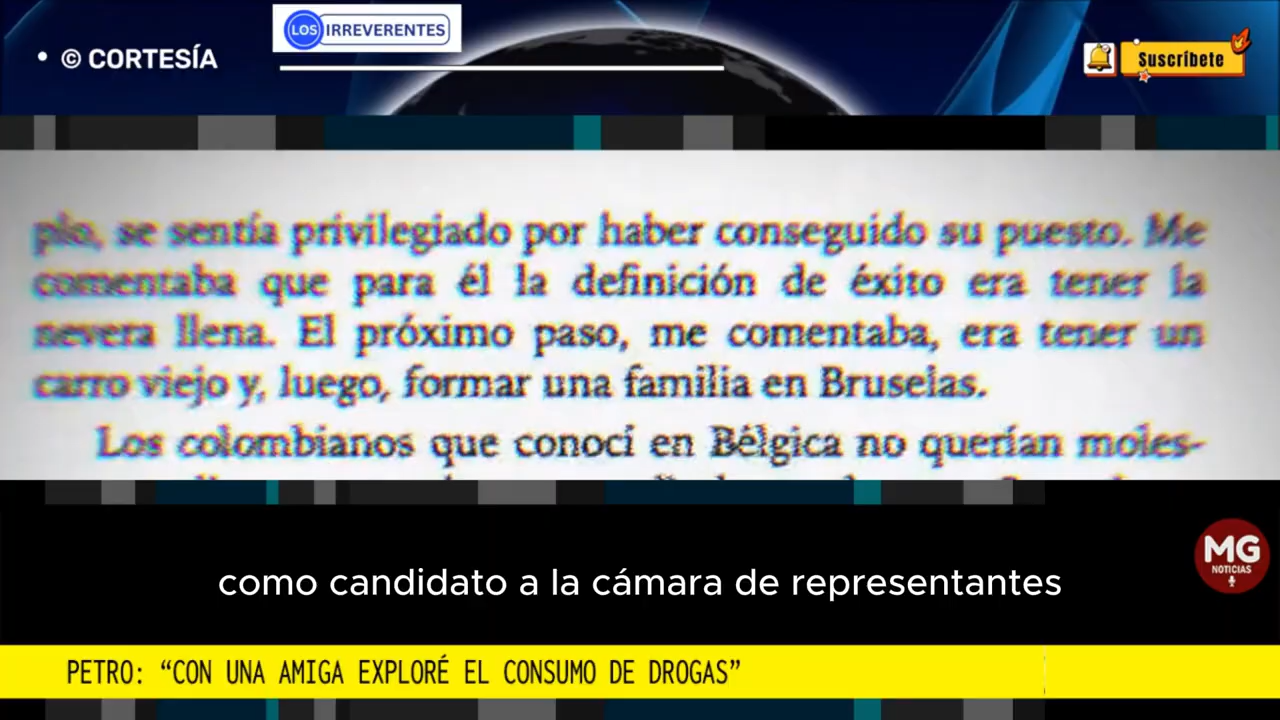 • © CORTESÍA
LOS IRREVERENTES
Suscríbete
plo, se sentía privilegiado por haber conseguido su puesto. Me
comentaba que para él la definición de éxito era tener la
nevera llena. El próximo paso, me comentaba, era tener un
carro viejo y, luego, formar una familia en Bruselas.
Los colombianos que conocí en Bélgica no querían moles-
MG
NOTICIAS
como candidato a la cámara de representantes
PETRO: “CON UNA AMIGA EXPLORÉ EL CONSUMO DE DROGAS”